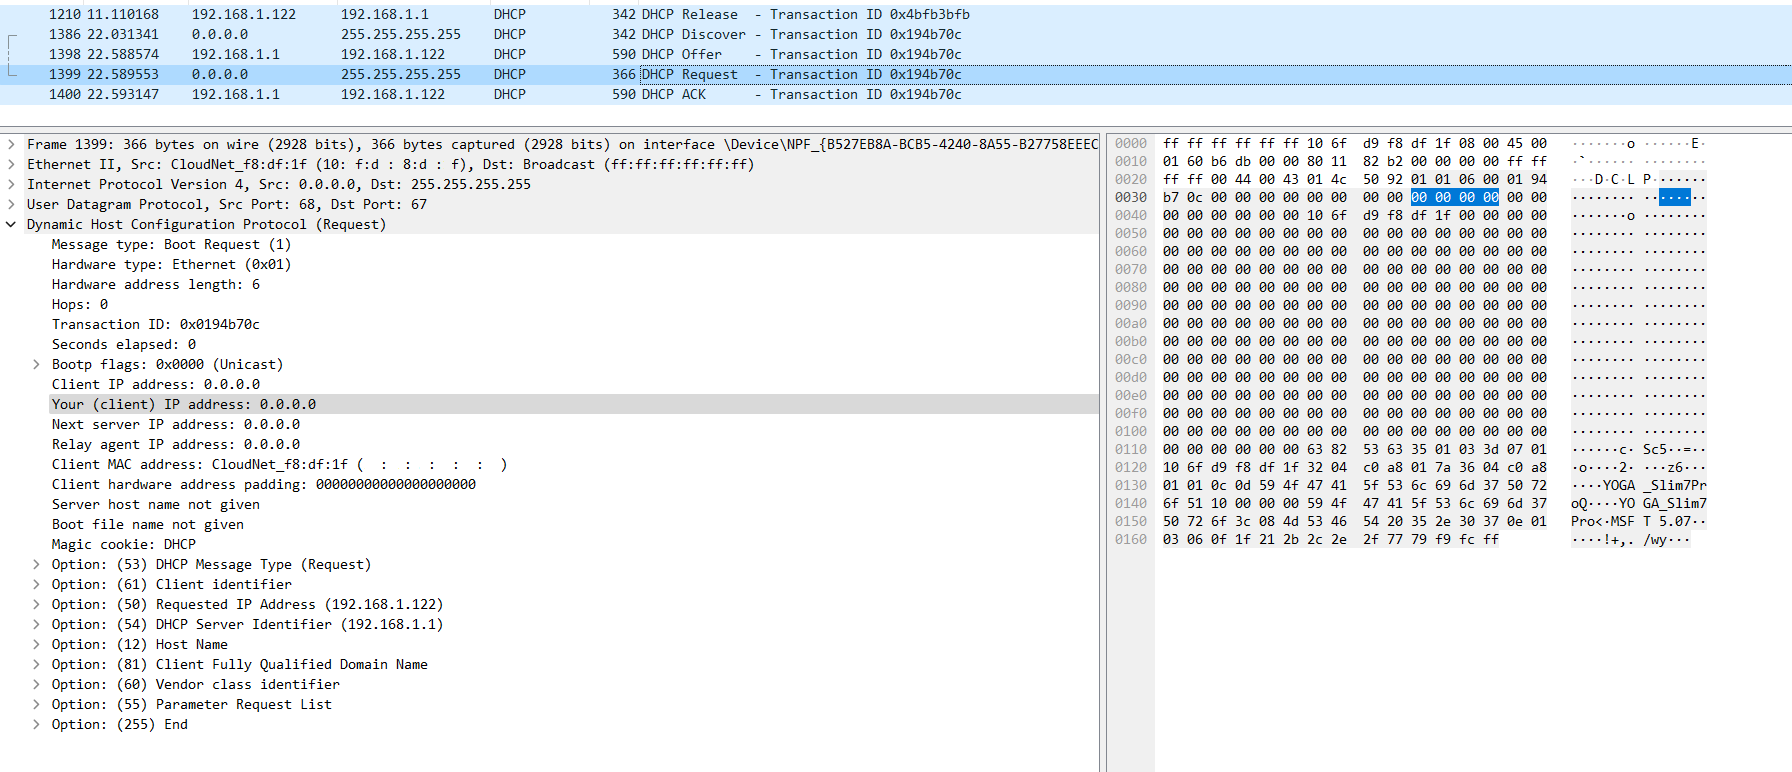 1210 11.110168 192.168.1.122 192.168.1.1 DHCP 342 DHCP Release - Transaction ID 0x4bfb3bfb
1386 22.031341 0.0.0.0 255.255.255.255 DHCP 342 DHCP Discover - Transaction ID 0x194b70c
1398 22.588574 192.168.1.1 192.168.1.122 DHCP 590 DHCP Offer - Transaction ID 0x194b70c
1399 22.589553 0.0.0.0 255.255.255.255 DHCP 366 DHCP Request - Transaction ID 0x194b70c
1400 22.593147 192.168.1.1 192.168.1.122 DHCP 590 DHCP ACK - Transaction ID 0x194b70c
Frame 1399: 366 bytes on wire (2928 bits), 366 bytes captured (2928 bits) on interface \Device\NPF_{B527EB8A-BCB5-4240-8A55-B27758EEEC
Ethernet II, Src: CloudNet_f8:df:1f (10: f:d : 8:d : f), Dst: Broadcast (ff:ff:ff:ff:ff:ff)
Internet Protocol Version 4, Src: 0.0.0.0, Dst: 255.255.255.255
User Datagram Protocol, Src Port: 68, Dst Port: 67
Dynamic Host Configuration Protocol (Request)
Message type: Boot Request (1)
Hardware type: Ethernet (0x01)
Hardware address length: 6
Hops: 0
Transaction ID: 0x0194b70c
Seconds elapsed: 0
Bootp flags: 0x0000 (Unicast)
Client IP address: 0.0.0.0
Your (client) IP address: 0.0.0.0
Next server IP address: 0.0.0.0
Relay agent IP address: 0.0.0.0
Client MAC address: CloudNet_f8:df:1f ( : : : : : )
Client hardware address padding: 00000000000000000000
Server host name not given
Boot file name not given
Magic cookie: DHCP
Option: (53) DHCP Message Type (Request)
Option: (61) Client identifier
Option: (50) Requested IP Address (192.168.1.122)
Option: (54) DHCP Server Identifier (192.168.1.1)
Option: (12) Host Name
Option: (81) Client Fully Qualified Domain Name
Option: (60) Vendor class identifier
Option: (55) Parameter Request List
Option: (255) End
0000 ff ff ff ff ff ff 10 6f d9 f8 df 1f 08 00 45 00 ·······o ······E·
0010 01 60 b6 db 00 00 80 11 82 b2 00 00 00 00 ff ff ·`······ ········
0020 ff ff 00 44 00 43 01 4c 50 92 01 01 06 00 01 94 ···D·C·L P·······
0030 b7 0c 00 00 00 00 00 00 00 00 00 00 00 00 00 00 ········ ········
0040 00 00 00 00 00 00 10 6f d9 f8 df 1f 00 00 00 00 ·······o ········
0050 00 00 00 00 00 00 00 00 00 00 00 00 00 00 00 00 ········ ········
0060 00 00 00 00 00 00 00 00 00 00 00 00 00 00 00 00 ········ ········
0070 00 00 00 00 00 00 00 00 00 00 00 00 00 00 00 00 ········ ········
0080 00 00 00 00 00 00 00 00 00 00 00 00 00 00 00 00 ········ ········
0090 00 00 00 00 00 00 00 00 00 00 00 00 00 00 00 00 ········ ········
00a0 00 00 00 00 00 00 00 00 00 00 00 00 00 00 00 00 ········ ········
00b0 00 00 00 00 00 00 00 00 00 00 00 00 00 00 00 00 ········ ········
00c0 00 00 00 00 00 00 00 00 00 00 00 00 00 00 00 00 ········ ········
00d0 00 00 00 00 00 00 00 00 00 00 00 00 00 00 00 00 ········ ········
00e0 00 00 00 00 00 00 00 00 00 00 00 00 00 00 00 00 ········ ········
00f0 00 00 00 00 00 00 00 00 00 00 00 00 00 00 00 00 ········ ········
0100 00 00 00 00 00 00 00 00 00 00 00 00 00 00 00 00 ········ ········
0110 00 00 00 00 00 00 63 82 53 63 35 01 03 3d 07 01 ······c· Sc5··=··
0120 10 6f d9 f8 df 1f 32 04 c0 a8 01 7a 36 04 c0 a8 ·o····2· ···z6···
0130 01 01 0c 0d 59 4f 47 41 5f 53 6c 69 6d 37 50 72 ····YOGA _Slim7Pr
0140 6f 51 10 00 00 00 59 4f 47 41 5f 53 6c 69 6d 37 oQ····YO GA_Slim7
0150 50 72 6f 3c 08 4d 53 46 54 20 35 2e 30 37 0e 01 Pro<·MSF T 5.07··
0160 03 06 0f 1f 21 2b 2c 2e 2f 77 79 f9 fc ff ····!+,. /wy···